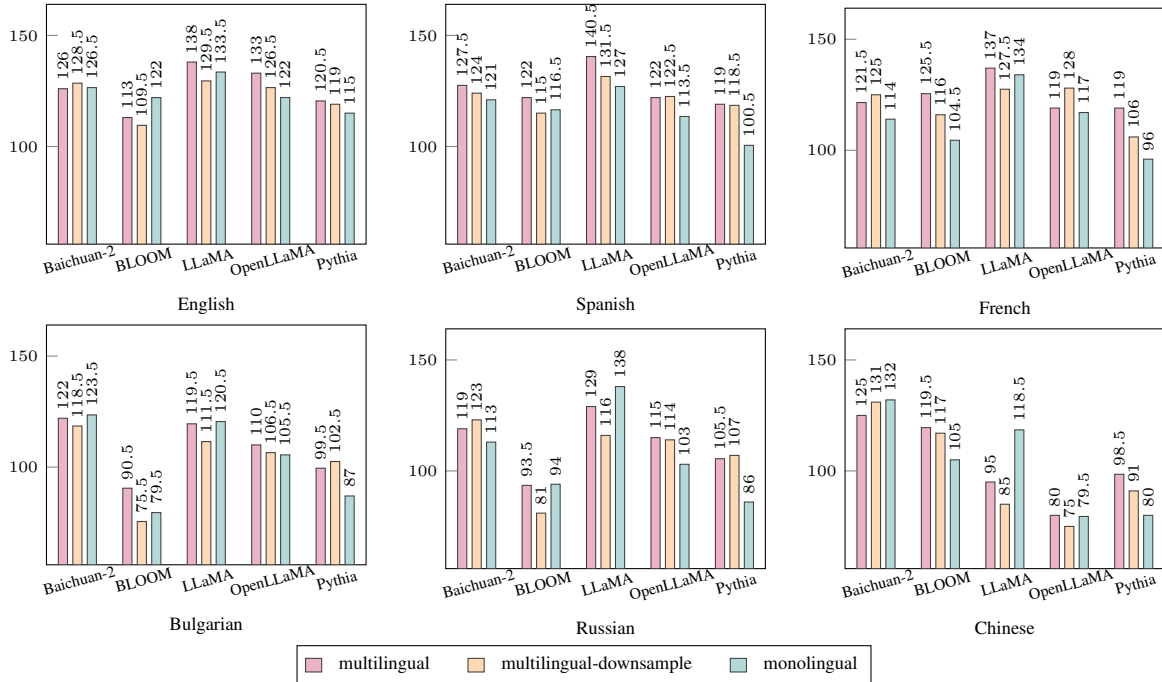 150
100
126
128.5
126.5
113
109.5
122
138
129.5
133.5
133
126.5
122
120.5
119
115
Baichuan-2
BLOOM
LLaMA
OpenLLaMA
Pythia
English
127.5
124
121
122
115
116.5
140.5
131.5
127
122
122.5
113.5
119
118.5
100.5
150
100
Baichuan-2
BLOOM
LLaMA
OpenLLaMA
Pythia
Spanish
150
100
121.5
125
114
125.5
116
104.5
137
127.5
134
119
128
117
119
106
96
Baichuan-2
BLOOM
LLaMA
OpenLLaMA
Pythia
French
150
100
122
118.5
123.5
90.5
75.5
79.5
119.5
111.5
120.5
110
106.5
105.5
99.5
102.5
87
Baichuan-2
BLOOM
LLaMA
OpenLLaMA
Pythia
Bulgarian
150
100
119
123
113
93.5
81
94
129
116
138
115
114
103
105.5
107
86
Baichuan-2
BLOOM
LLaMA
OpenLLaMA
Pythia
Russian
150
100
125
131
132
119.5
117
105
95
85
118.5
80
75
79.5
98.5
91
80
Baichuan-2
BLOOM
LLaMA
OpenLLaMA
Pythia
Chinese
multilingual
multilingual-downsample
monolingual